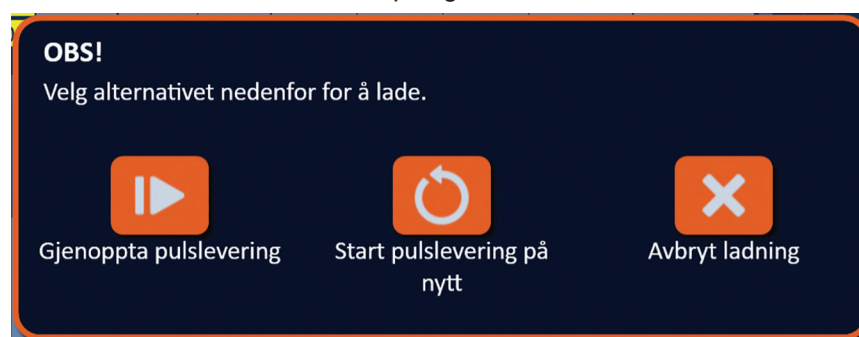 OBS!
Velg alternativet nedenfor for å lade.
Gjenoppta pulslevering
Start pulslevering på
nytt
Avbryt ladning